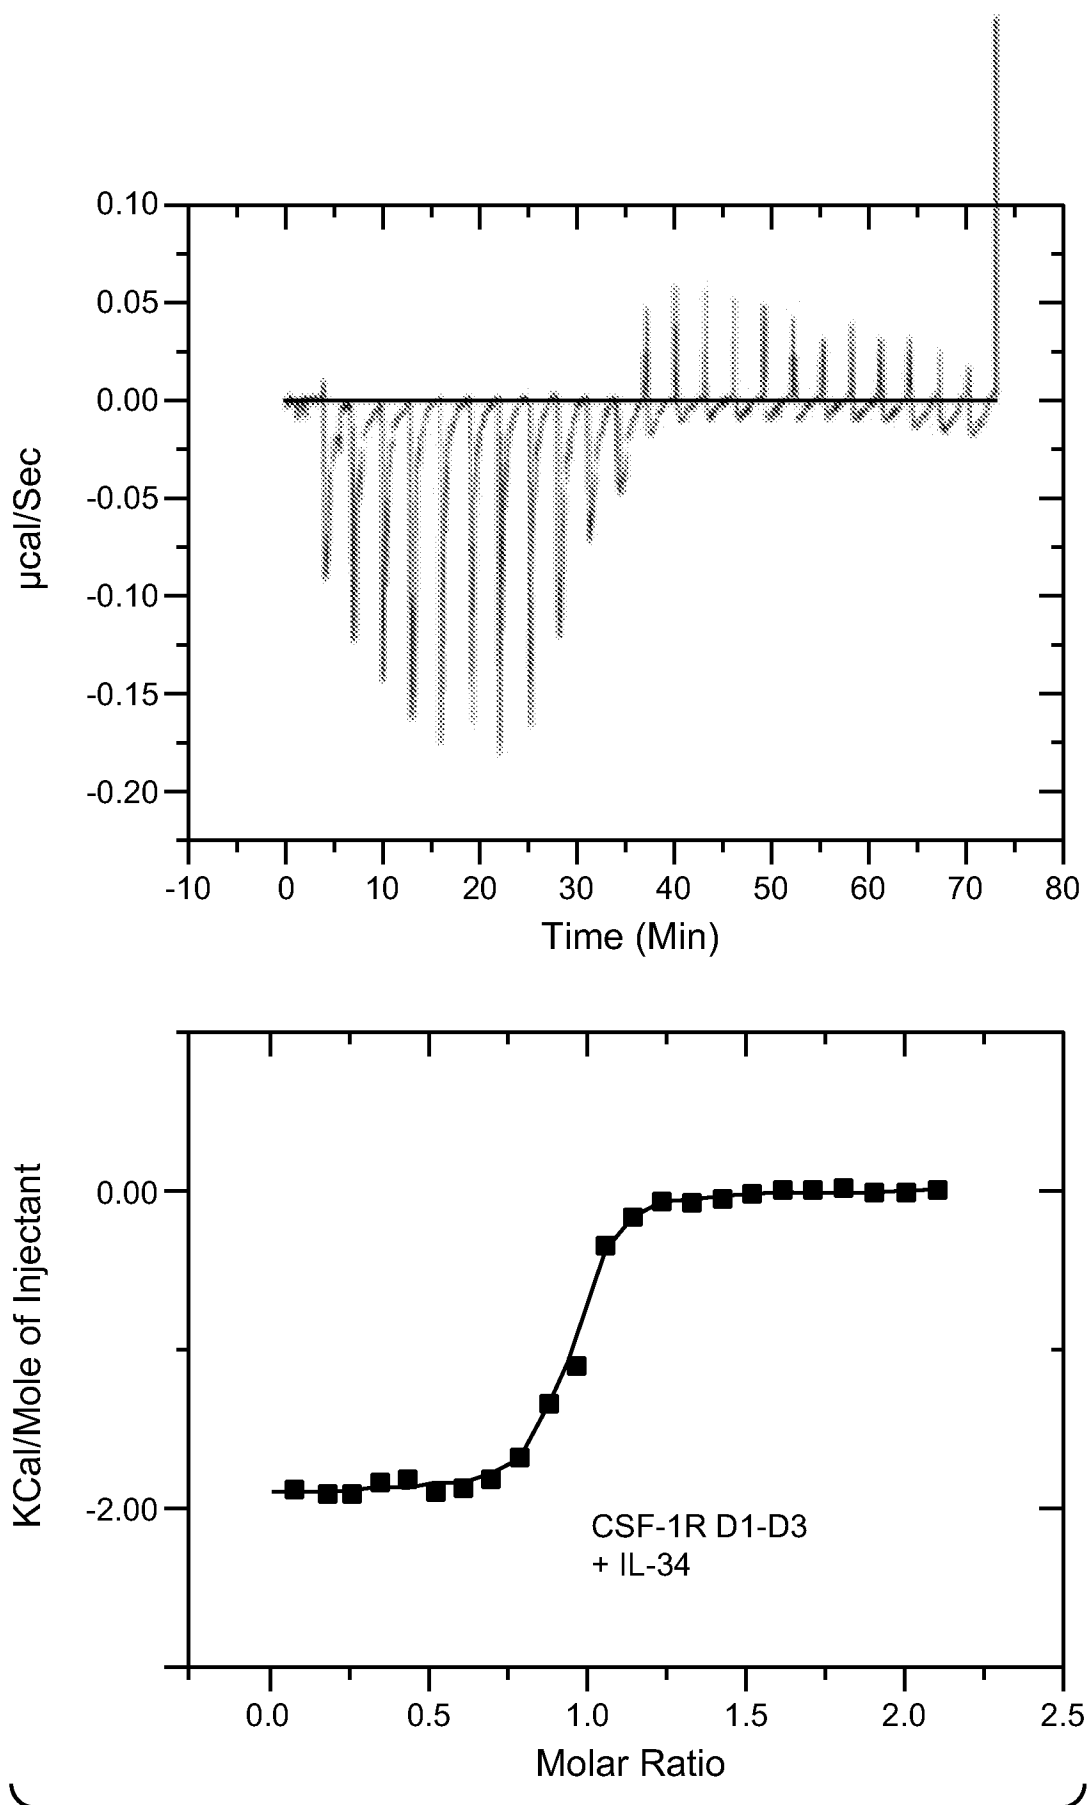 0.10
0.05
0.00
-0.05
-0.10
-0.15
-0.20
µcal/Sec
-10 0 10 20 30 40 50 60 70 80
Time (Min)
0.00
-2.00
KCal/Mole of Injectant
CSF-1R D1-D3
+ IL-34
0.0 0.5 1.0 1.5 2.0 2.5
Molar Ratio